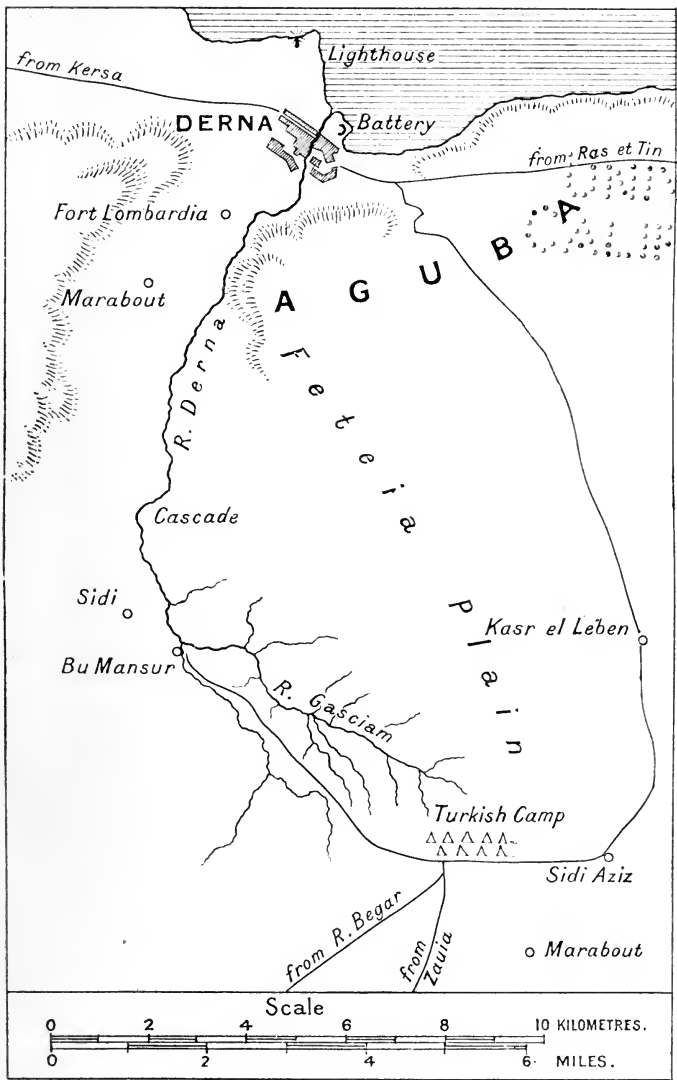 Lighthouse
from Kersa
DERNA
Battery
from Ras et Tin
Fort Lombardia
AGUBA
Marabout
R. Derna
Feteia Plain
Cascade
Sidi
Kasr el Leben
Bu Mansur
R. Gasciam
Turkish Camp
Sidi Aziz
from R. Begar
from
Zauia
Marabout
Scale
0 2 4 6 8 10 KILOMETRES.
0 2 4 6 MILES.